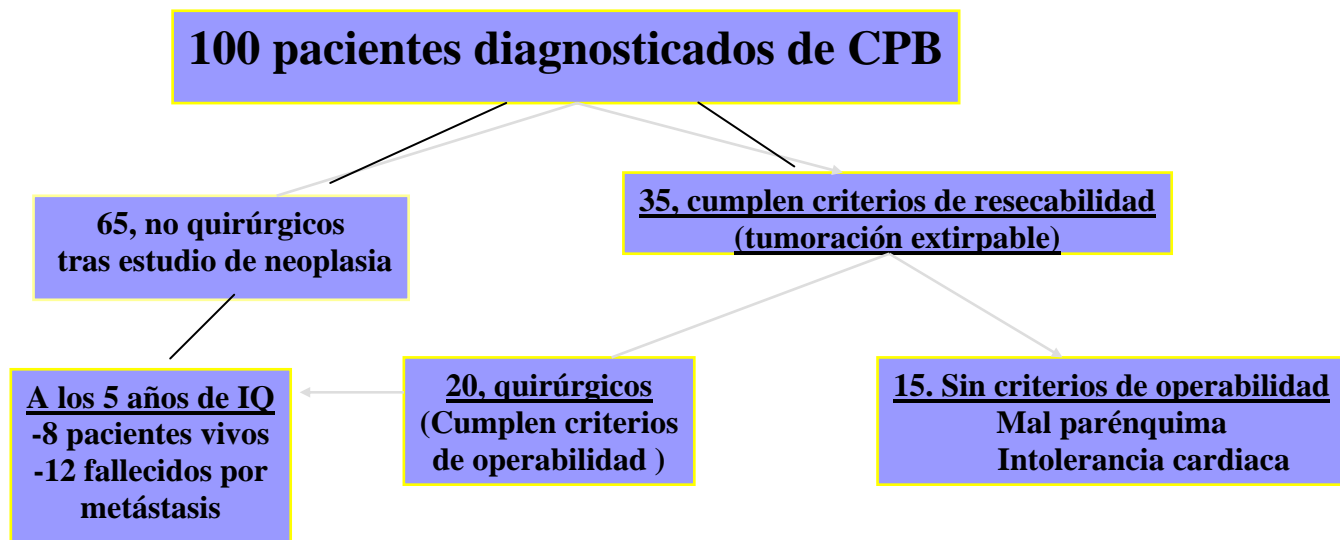 100 pacientes diagnosticados de CPB
65, no quirúrgicos
tras estudio de neoplasia
35, cumplen criterios de resecabilidad
(tumoración extirpable)
A los 5 años de IQ
-8 pacientes vivos
-12 fallecidos por
metástasis
20, quirúrgicos
(Cumplen criterios
de operabilidad )
15. Sin criterios de operabilidad
Mal parénquima
Intolerancia cardiaca